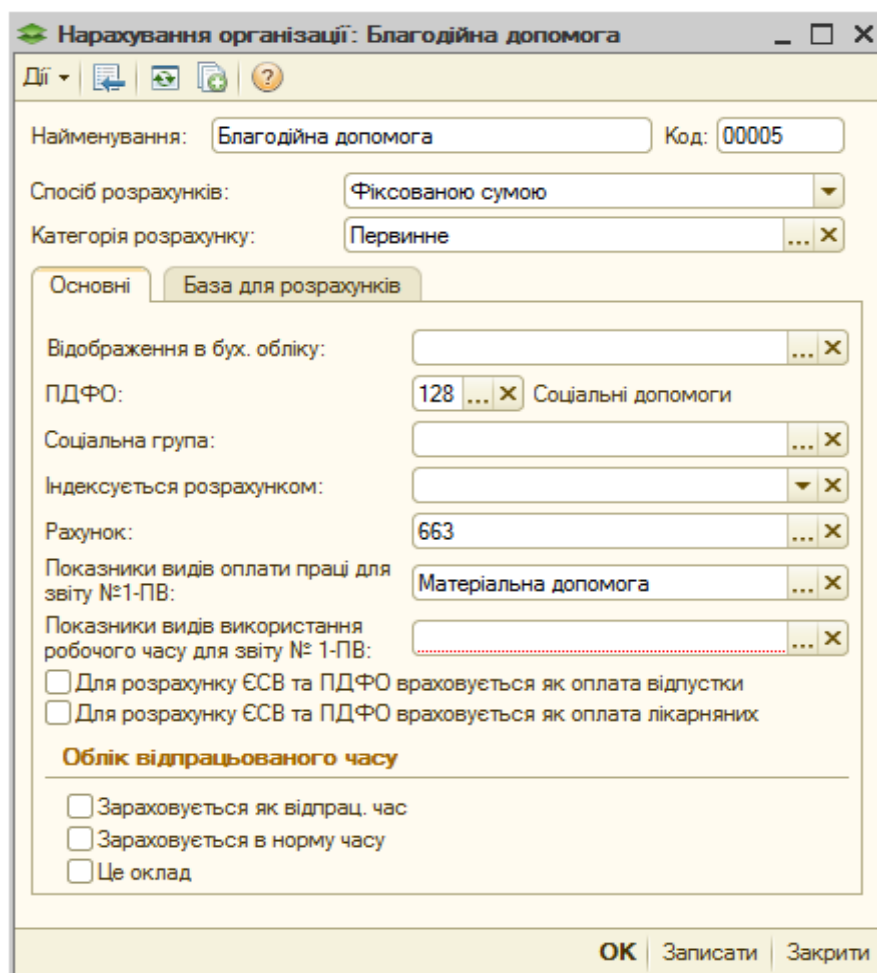 Нарахування організації: Благодійна допомога
Дії
Найменування: Благодійна допомога Код: 00005
Спосіб розрахунків: Фіксованою сумою
Категорія розрахунку: Первинне ...
Основні База для розрахунків
Відображення в бух. обліку: ...
ПДФО: 128 ... Соціальні допомоги
Соціальна група: ...
Індексується розрахунком:
Рахунок: 663 ...
Показники видів оплати праці для
звіту №1-ПВ: Матеріальна допомога ...
Показники видів використання
робочого часу для звіту № 1-ПВ: ...
Для розрахунку ЄСВ та ПДФО враховується як оплата відпустки
Для розрахунку ЄСВ та ПДФО враховується як оплата лікарняних
Облік відпрацьованого часу
Зараховується як відпрац. час
Зараховується в норму часу
Це оклад
OK Записати Закрити